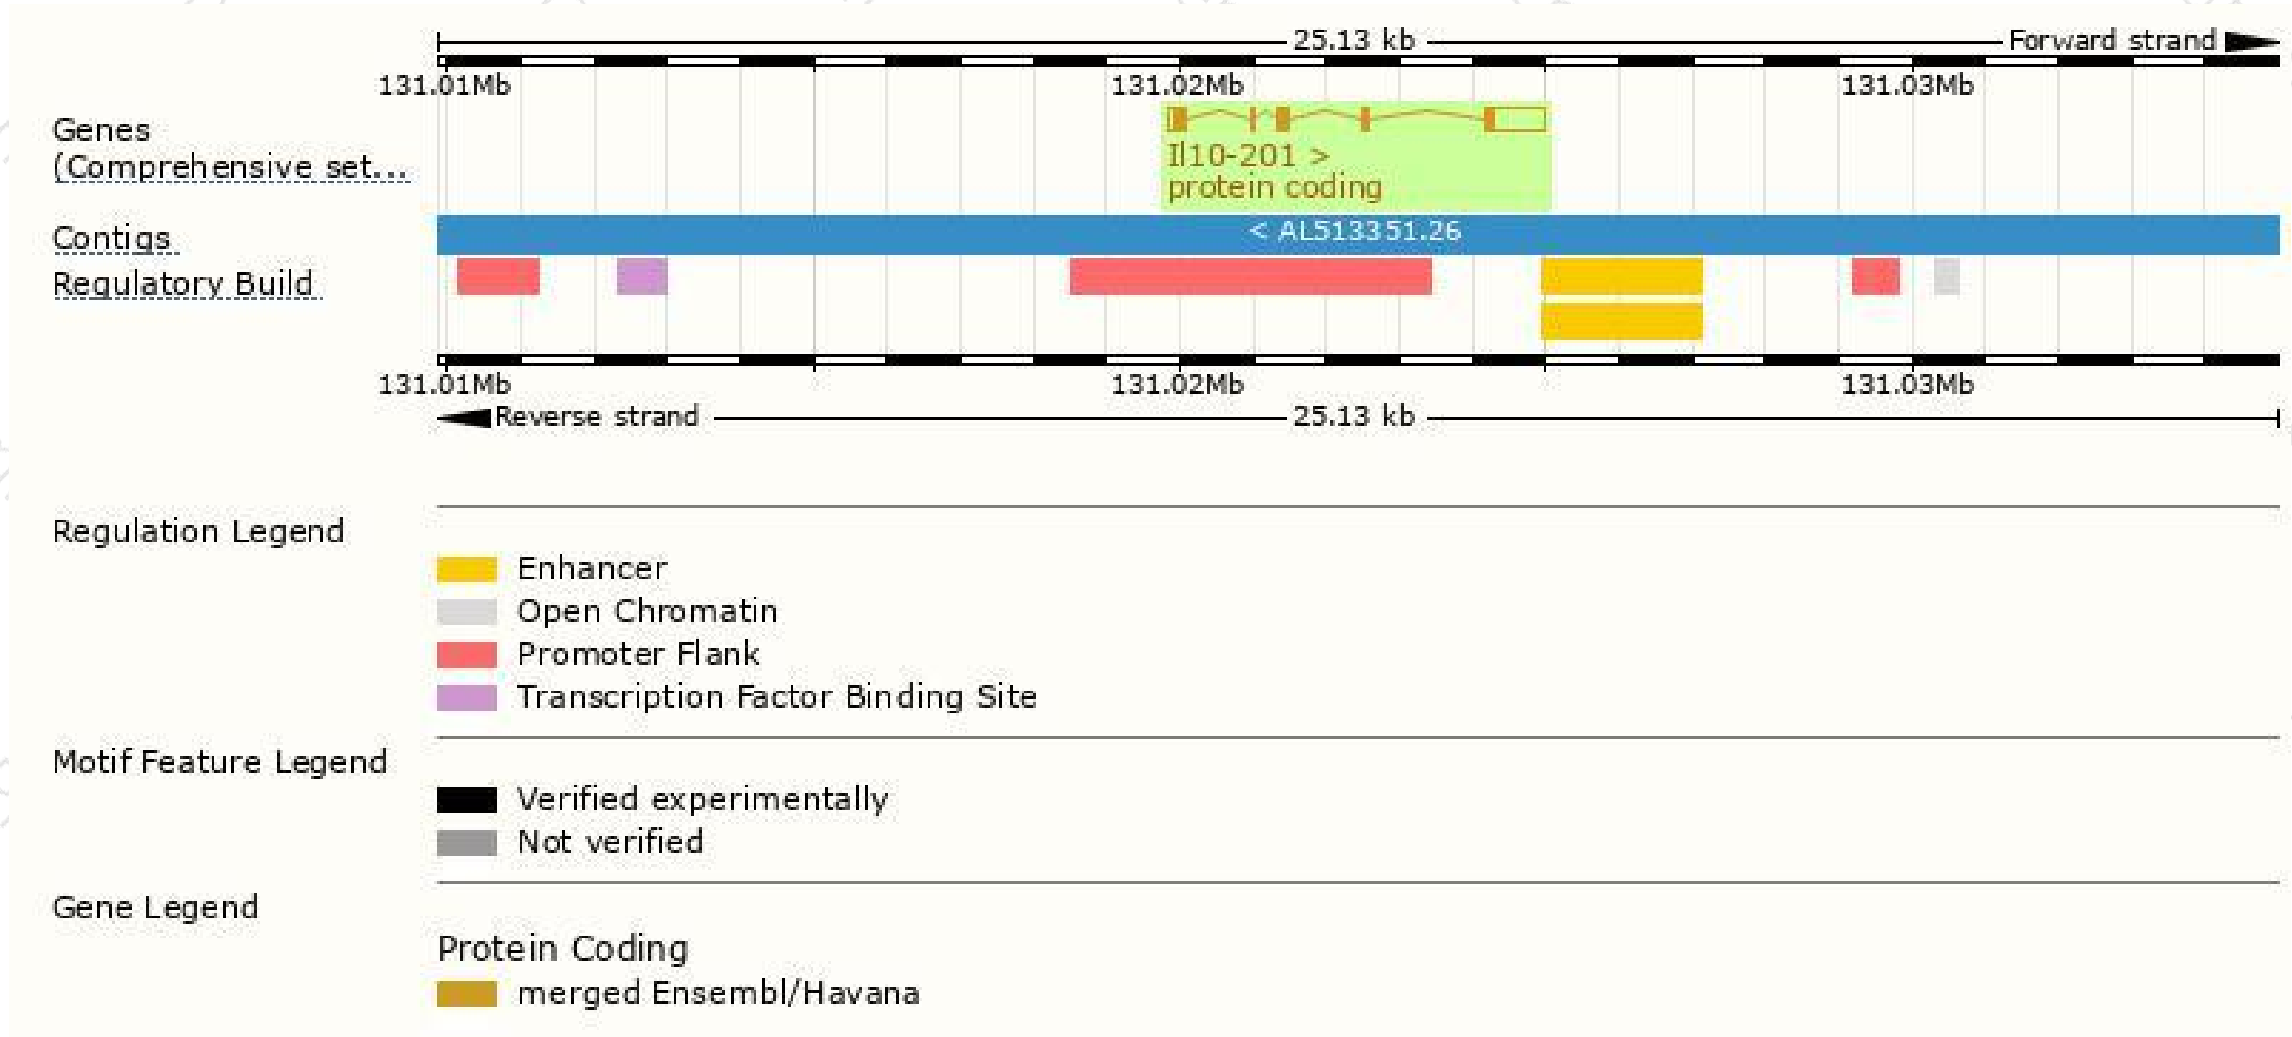 25.13 kb
Forward strand
131.01Mb 131.02Mb 131.03Mb
Genes
(Comprehensive set...
Il10-201 >
protein coding
Contigs
< AL513351.26
Regulatory Build
131.01Mb 131.02Mb 131.03Mb
Reverse strand
25.13 kb
Regulation Legend
Enhancer
Open Chromatin
Promoter Flank
Transcription Factor Binding Site
Motif Feature Legend
Verified experimentally
Not verified
Gene Legend
Protein Coding
merged Ensembl/Havana